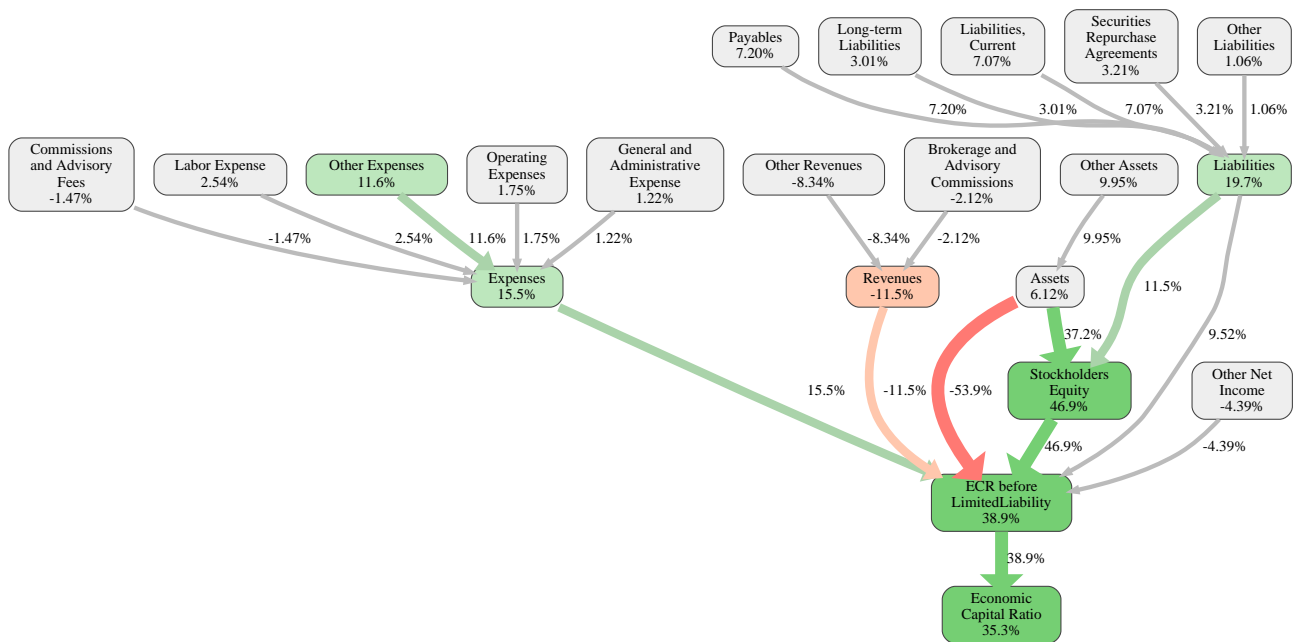 Payables
7.20%
Long-term
Liabilities
3.01%
Liabilities,
Current
7.07%
Securities
Repurchase
Agreements
3.21%
Other
Liabilities
1.06%
7.20%
3.01%
7.07%
3.21%
1.06%
Commissions
and Advisory
Fees
-1.47%
Labor Expense
2.54%
Other Expenses
11.6%
Operating
Expenses
1.75%
General and
Administrative
Expense
1.22%
Other Revenues
-8.34%
Brokerage and
Advisory
Commissions
-2.12%
Other Assets
9.95%
Liabilities
19.7%
-1.47%
2.54%
11.6%
1.75%
1.22%
-8.34%
-2.12%
9.95%
Expenses
15.5%
Revenues
-11.5%
Assets
6.12%
11.5%
37.2%
9.52%
Stockholders
Equity
46.9%
Other Net
Income
-4.39%
15.5%
-11.5%
-53.9%
46.9%
-4.39%
ECR before
LimitedLiability
38.9%
38.9%
Economic
Capital Ratio
35.3%